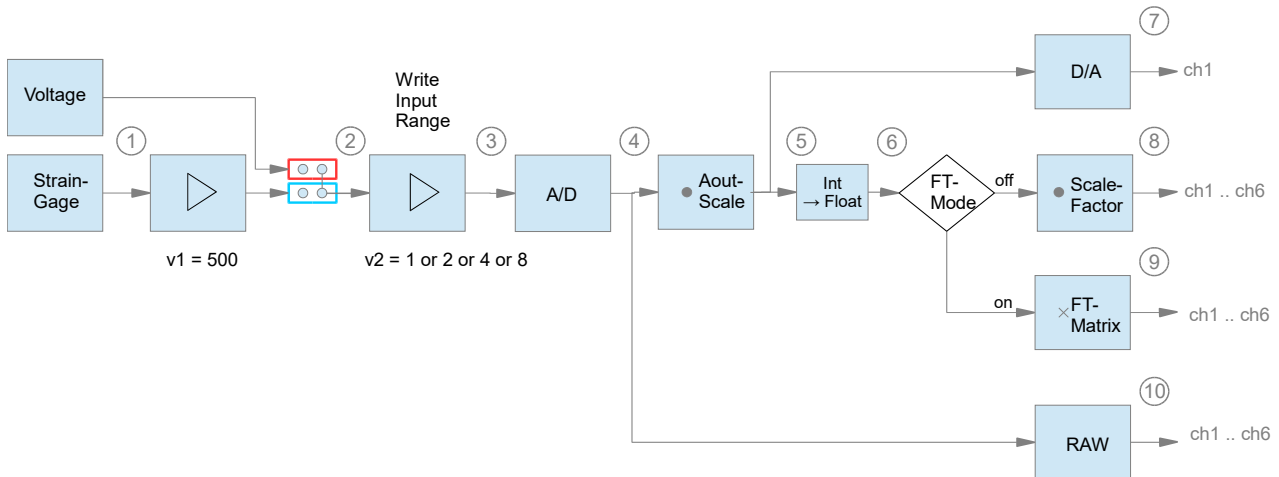 7
Voltage
Write
Input
Range
D/A
ch1
1
2
3
4
5
6
8
Strain-
Gage
A/D
● Aout-
Scale
Int
→ Float
FT-
Mode
off
● Scale-
Factor
ch1 .. ch6
v1 = 500
v2 = 1 or 2 or 4 or 8
9
on
×FT-
Matrix
ch1 .. ch6
10
RAW
ch1 .. ch6